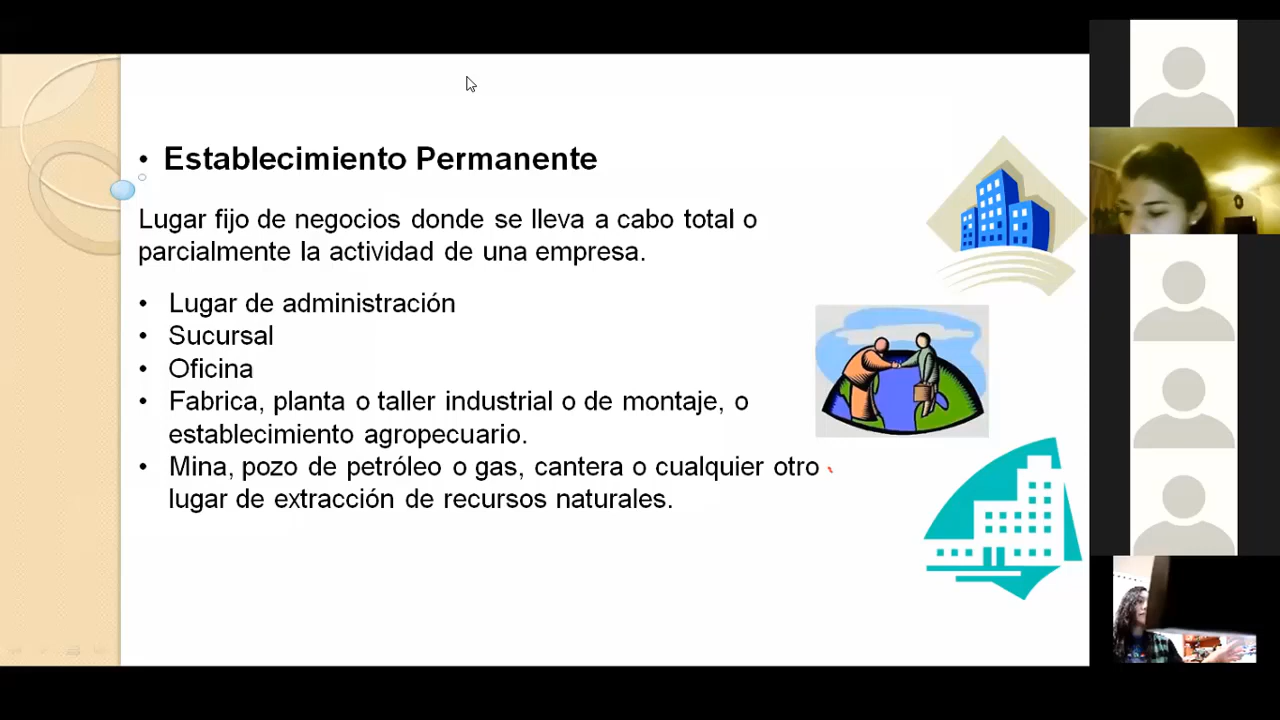 • Establecimiento Permanente
Lugar fijo de negocios donde se lleva a cabo total o
parcialmente la actividad de una empresa.
• Lugar de administración
• Sucursal
• Oficina
• Fabrica, planta o taller industrial o de montaje, o
establecimiento agropecuario.
• Mina, pozo de petróleo o gas, cantera o cualquier otro
lugar de extracción de recursos naturales.